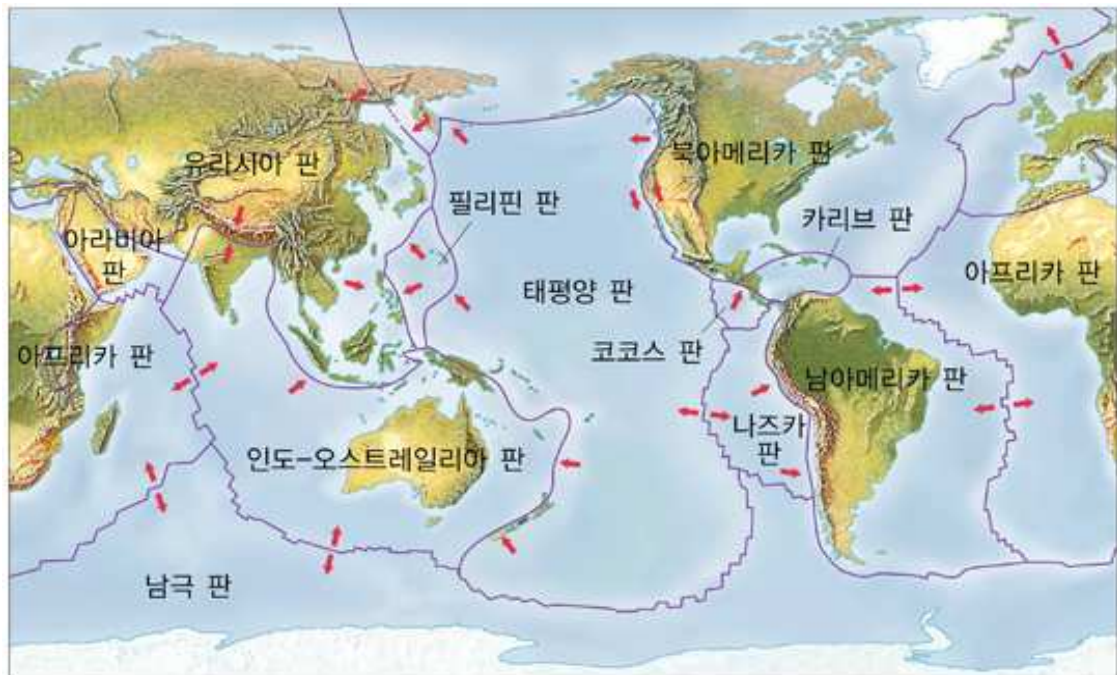 유라시아 판
북아메리카 판
필리핀 판
카리브 판
아라비아
판
아프리카 판
태평양 판
코코스 판
아프리카 판
남아메리카 판
나즈카
판
인도-오스트레일리아 판
남극 판